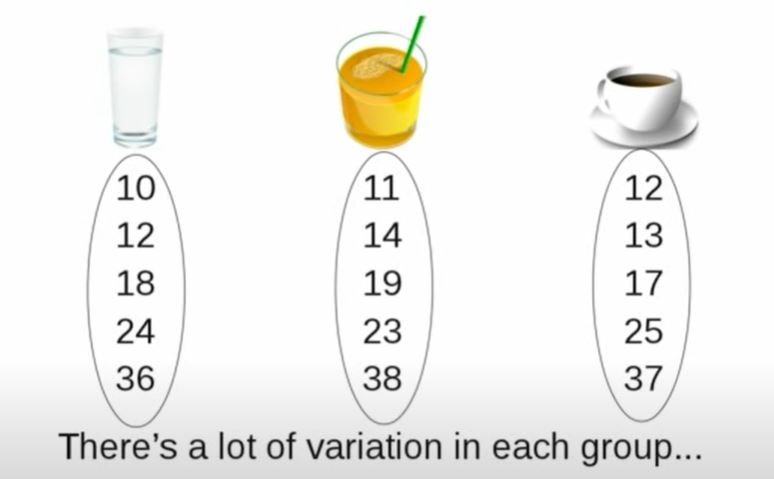 10 11 12
12 14 13
18 19 17
24 23 25
36 38 37
There’s a lot of variation in each group...